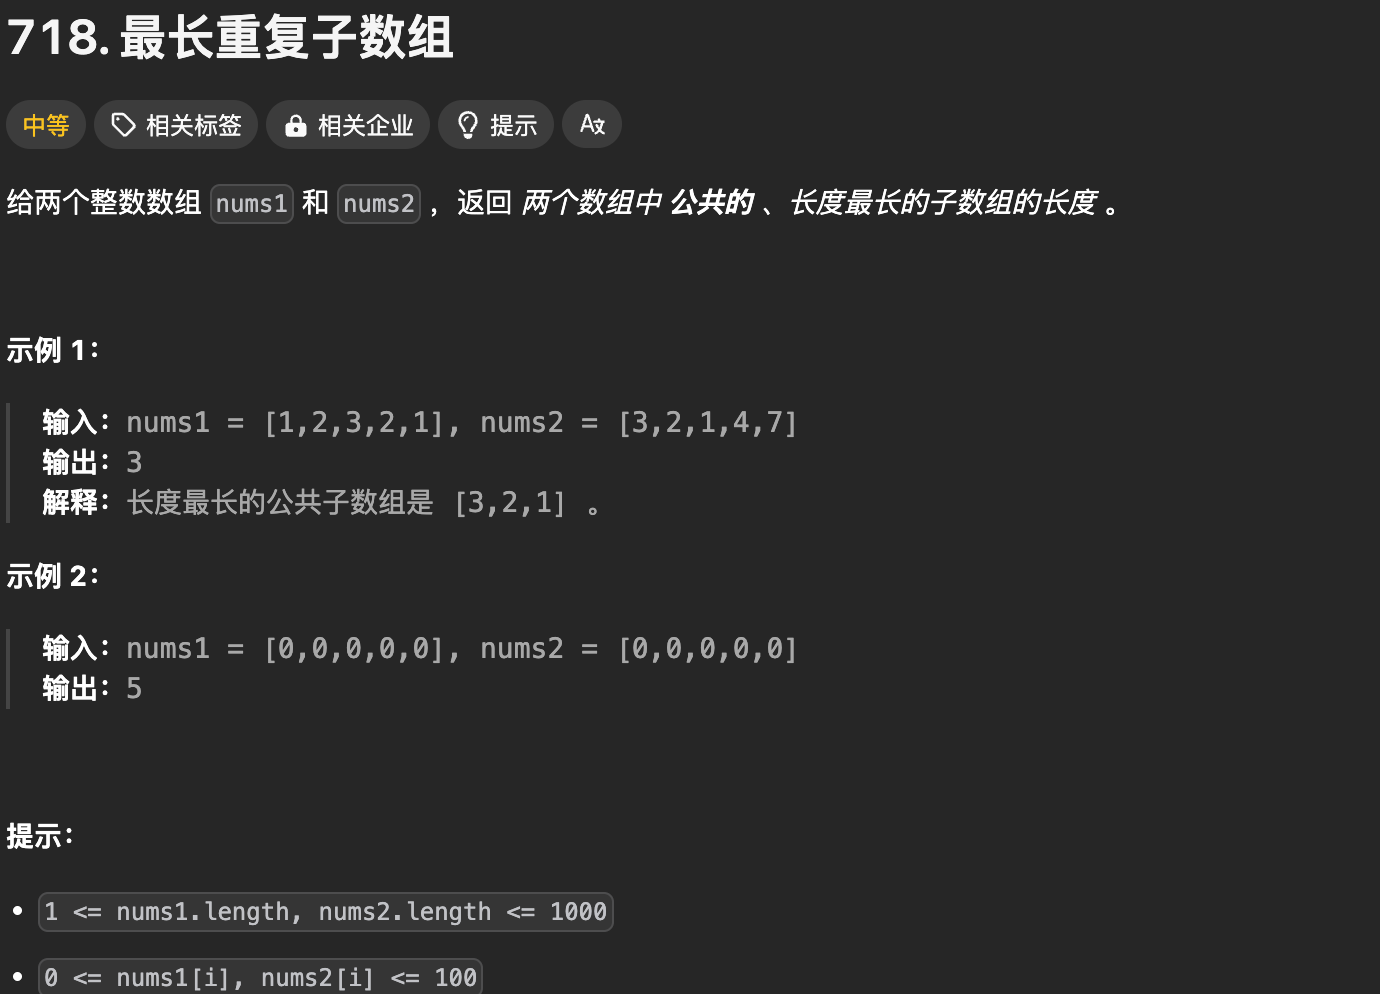 718. 最长重复子数组
中等 相关标签 相关企业 提示 A文
给两个整数数组 nums1 和 nums2 ，返回 两个数组中 公共的 、长度最长的子数组的长度 。
示例 1：
输入：nums1 = [1,2,3,2,1], nums2 = [3,2,1,4,7]
输出：3
解释：长度最长的公共子数组是 [3,2,1] 。
示例 2：
输入：nums1 = [0,0,0,0,0], nums2 = [0,0,0,0,0]
输出：5
提示：
• 1 <= nums1.length, nums2.length <= 1000
• 0 <= nums1[i], nums2[i] <= 100